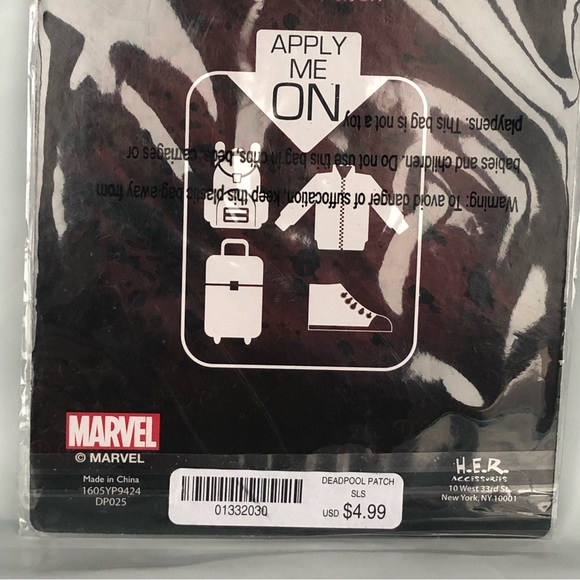 APPLY
ME
ON
Warning: To avoid danger of suffocation, keep this plastic bag away from
babies and children. Do not use this bag in cribs, beds, carriages or
playpens. This bag is not a toy
MARVEL
© MARVEL
Made in China
1605YP9424
DP025
01332030
DEADPOOL PATCH
SLS
USD $4.99
H.E.R.
ACCESSORIES
10 West 33rd St.
New York, NY 10001